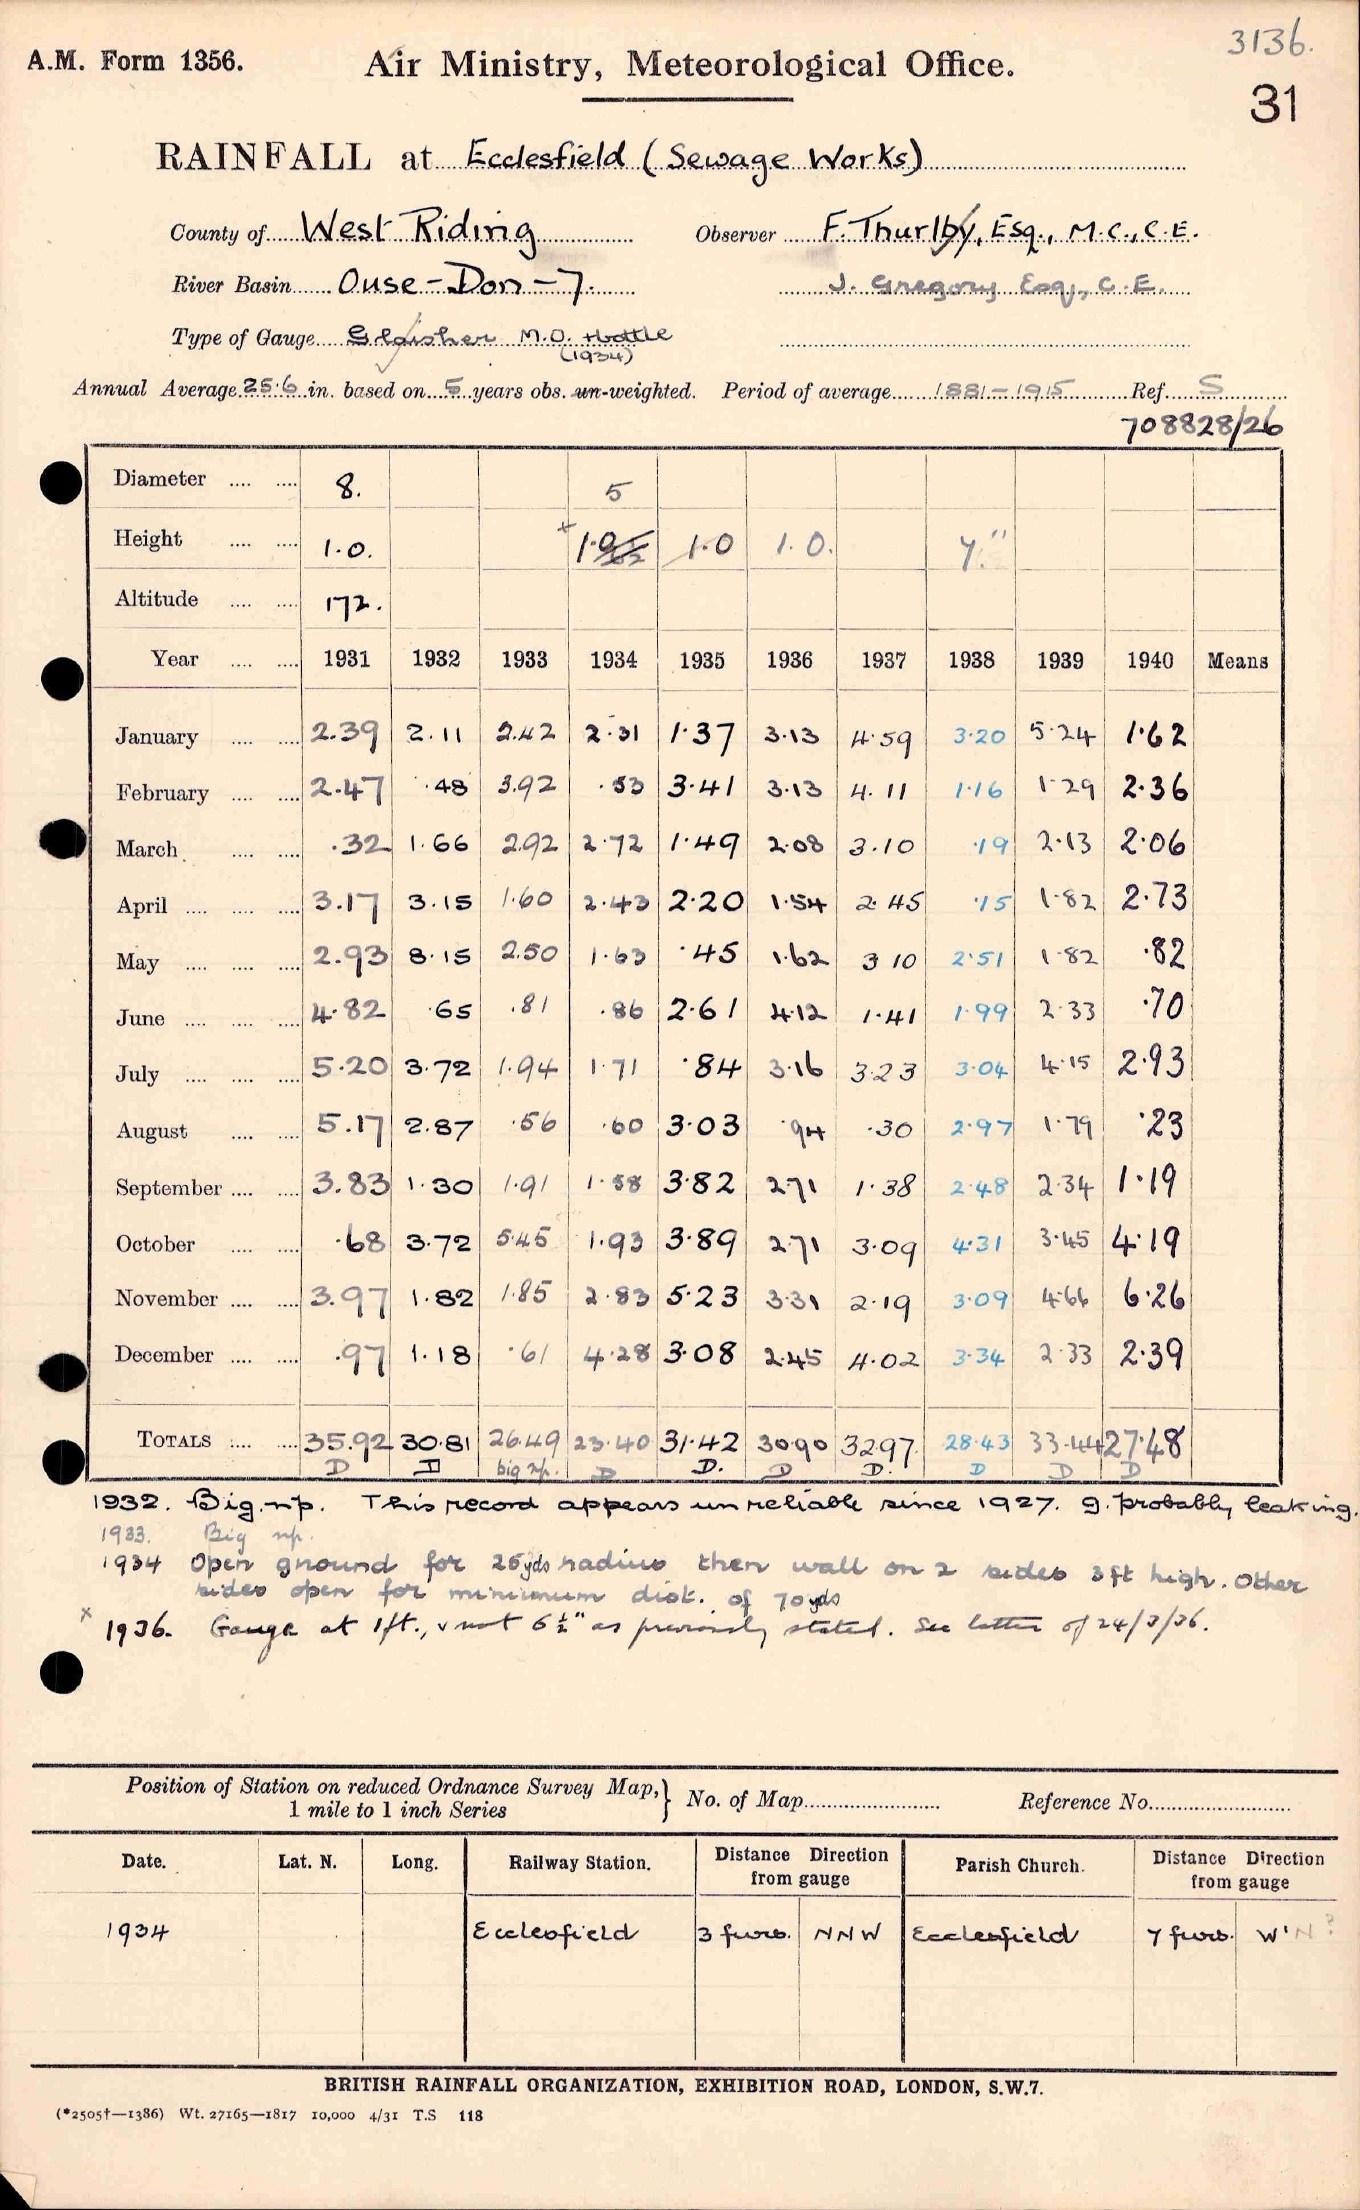 3136.
A.M. Form 1356. Air Ministry, Meteorological Office.
31
RAINFALL at Ecclesfield (Sewage Works)
County of West Riding Observer F. Thurlby, Esq., M.C., C.E.
River Basin Ouse-Don-7. J. Gregory Esq., C.E.
Type of Gauge Glaisher M.O. + bottle
(1934)
Annual Average 25.6 in. based on 5 years obs. un-weighted. Period of average 1881-1915 Ref. S
708828/26
Diameter .... .... 8. 5
Height .... .... 1.0. x 1.0 1.0 7."
Altitude .... .... 172.
Year .... .... 1931 1932 1933 1934 1935 1936 1937 1938 1939 1940 Means
January .... .... 2.39 2.11 2.42 2.31 1.37 3.13 4.59 3.20 5.24 1.62
February .... .... 2.47 .48 3.92 .53 3.41 3.13 4.11 1.16 1.29 2.36
March .... .... .32 1.66 2.92 2.72 1.49 2.08 3.10 .19 2.13 2.06
April .... .... .... 3.17 3.15 1.60 2.43 2.20 1.54 2.45 .15 1.82 2.73
May .... .... .... 2.93 8.15 2.50 1.63 .45 1.62 3 10 2.51 1.82 .82
June .... .... .... 4.82 .65 .81 .86 2.61 4.12 1.41 1.99 2.33 .70
July .... .... .... 5.20 3.72 1.94 1.71 .84 3.16 3.23 3.04 4.15 2.93
August .... .... 5.17 2.87 .56 .60 3.03 .94 .30 2.97 1.79 .23
September .... .... 3.83 1.30 1.91 1.58 3.82 2.71 1.38 2.48 2.34 1.19
October .... .... .68 3.72 5.45 1.93 3.89 2.71 3.09 4.31 3.45 4.19
November .... .... 3.97 1.82 1.85 2.83 5.23 3.31 2.19 3.09 4.66 6.26
December .... .... .97 1.18 .61 4.28 3.08 2.45 4.02 3.34 2.33 2.39
TOTALS .... .... 35.92 30.81 26.49 23.40 31.42 30.90 32.97 28.43 33.44 27.48
D D big np. D D. D D. D D D
1932. Big. np. This record appears unreliable since 1927. g. probably leaking.
1933. Big np.
1934 Open ground for 25 yds radius then wall on 2 sides 3ft high. Other
sides open for minimum dist. of 70 yds
x 1936. Gauge at 1ft., & not 6½" as previously stated. See letter of 24/3/36.
Position of Station on reduced Ordnance Survey Map, } No. of Map Reference No.
1 mile to 1 inch Series
Date. Lat. N. Long. Railway Station. Distance Direction from gauge Parish Church. Distance Direction from gauge
1934 Ecclesfield 3 furs. NNW Ecclesfield 7 furs. W'N?
BRITISH RAINFALL ORGANIZATION, EXHIBITION ROAD, LONDON, S.W.7.
(*2505†—1386) Wt. 27165—1817 10,000 4/31 T.S 118